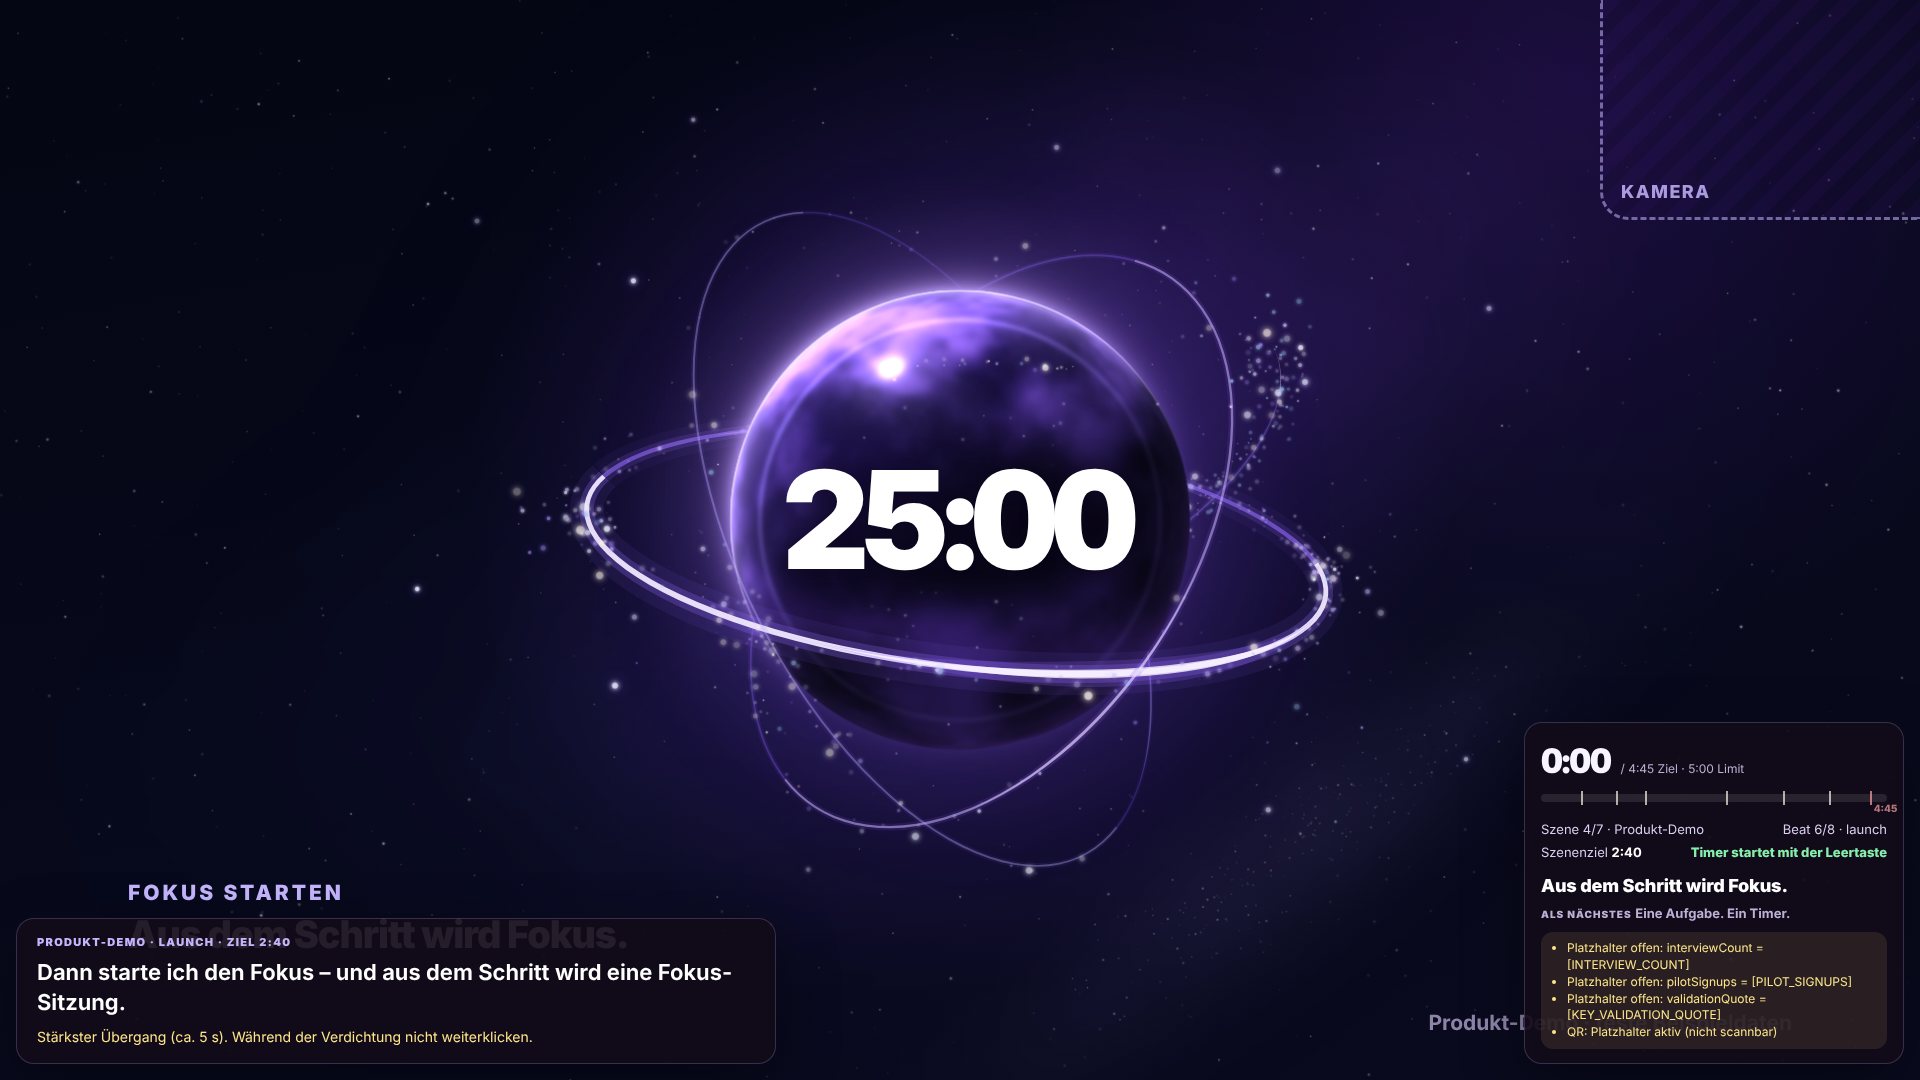 KAMERA
25:00
FOKUS STARTEN
Aus dem Schritt wird Fokus.
PRODUKT-DEMO · LAUNCH · ZIEL 2:40
Dann starte ich den Fokus – und aus dem Schritt wird eine Fokus-
Sitzung.
Stärkster Übergang (ca. 5 s). Während der Verdichtung nicht weiterklicken.
0:00 / 4:45 Ziel · 5:00 Limit
4:45
Szene 4/7 · Produkt-Demo Beat 6/8 · launch
Szenenziel 2:40 Timer startet mit der Leertaste
Aus dem Schritt wird Fokus.
ALS NÄCHSTES Eine Aufgabe. Ein Timer.
• Platzhalter offen: interviewCount =
[INTERVIEW_COUNT]
• Platzhalter offen: pilotSignups = [PILOT_SIGNUPS]
• Platzhalter offen: validationQuote =
[KEY_VALIDATION_QUOTE]
• QR: Platzhalter aktiv (nicht scannbar)
Produkt-Demo